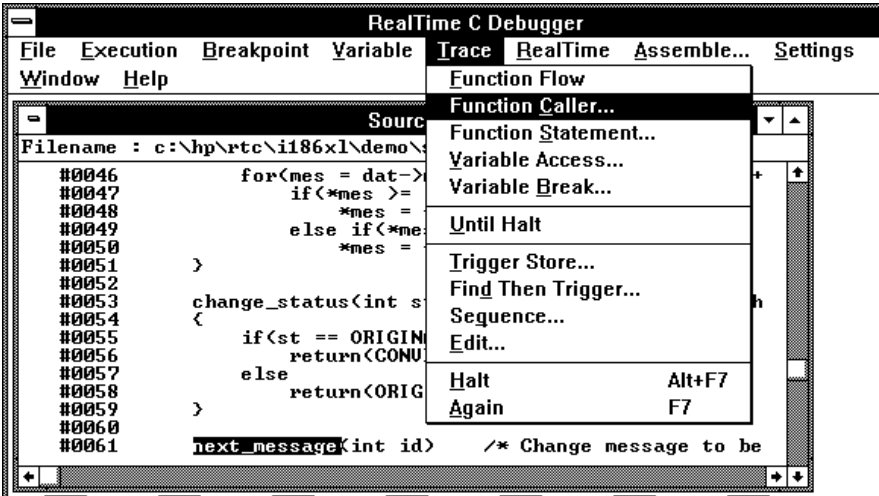 RealTime C Debugger
File Execution Breakpoint Variable Trace RealTime Assemble... Settings
Window Help
Function Flow
Function Caller...
Function Statement...
Variable Access...
Variable Break...
Until Halt
Trigger Store...
Find Then Trigger...
Sequence...
Edit...
Halt Alt+F7
Again F7
Sourc
Filename : c:\hp\rtc\i186xl\demo\s
#0046 for(mes = dat-> +
#0047 if(*mes >=
#0048 *mes =
#0049 else if(*mes
#0050 *mes =
#0051 }
#0052
#0053 change_status(int st h
#0054 {
#0055 if(st == ORIGIN
#0056 return(CONV
#0057 else
#0058 return(ORIG
#0059 }
#0060
#0061 next_message(int id) /* Change message to be